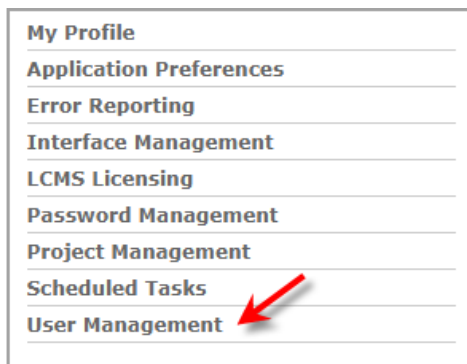 My Profile
Application Preferences
Error Reporting
Interface Management
LCMS Licensing
Password Management
Project Management
Scheduled Tasks
User Management